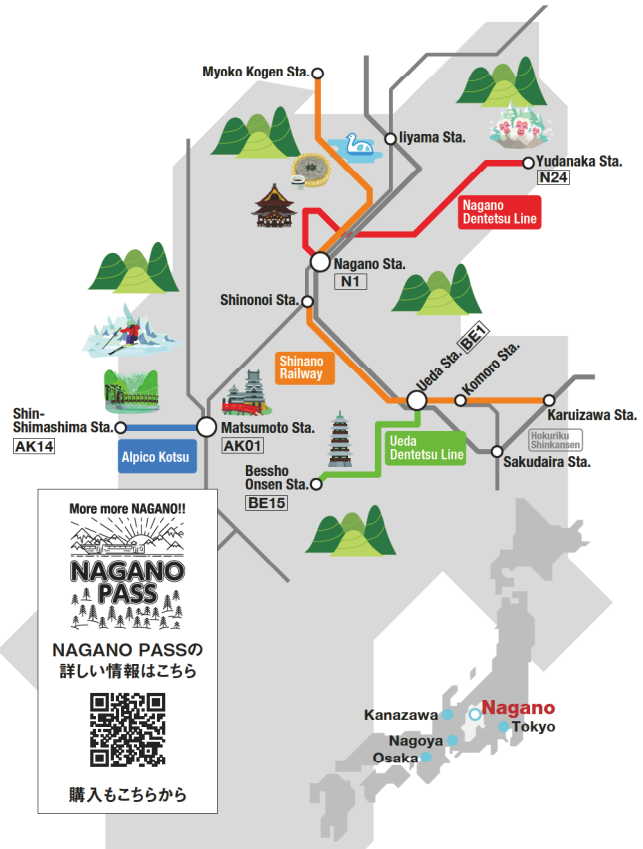 Myoko Kogen Sta.
Iiyama Sta.
Yudanaka Sta.
N24
Nagano
Dentetsu Line
Nagano Sta.
N1
Shinonoi Sta.
Shinano
Railway
Ueda Sta. BE1
Komoro Sta.
Karuizawa Sta.
Hokuriku
Shinkansen
Sakudaira Sta.
Shin-
Shimashima Sta.
AK14
Alpico Kotsu
Matsumoto Sta.
AK01
Ueda
Dentetsu Line
Bessho
Onsen Sta.
BE15
More more NAGANO!!
NAGANO
PASS
NAGANO PASSの
詳しい情報はこちら
購入もこちらから
Nagano
Kanazawa
Tokyo
Nagoya
Osaka